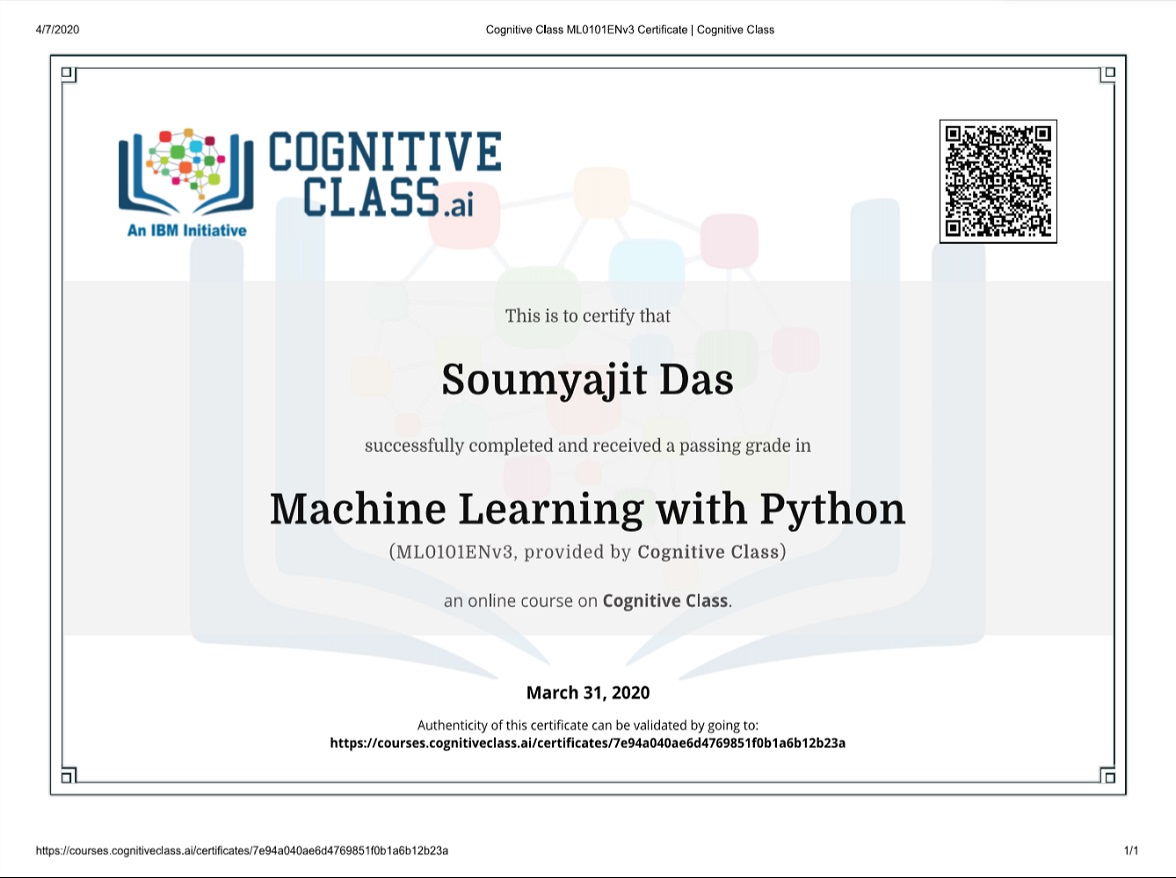 4/7/2020
Cognitive Class ML0101ENv3 Certificate | Cognitive Class
COGNITIVE
CLASS.ai
An IBM Initiative
This is to certify that
Soumyajit Das
successfully completed and received a passing grade in
Machine Learning with Python
(ML0101ENv3, provided by Cognitive Class)
an online course on Cognitive Class.
March 31, 2020
Authenticity of this certificate can be validated by going to:
https://courses.cognitiveclass.ai/certificates/7e94a040ae6d4769851f0b1a6b12b23a
https://courses.cognitiveclass.ai/certificates/7e94a040ae6d4769851f0b1a6b12b23a
1/1